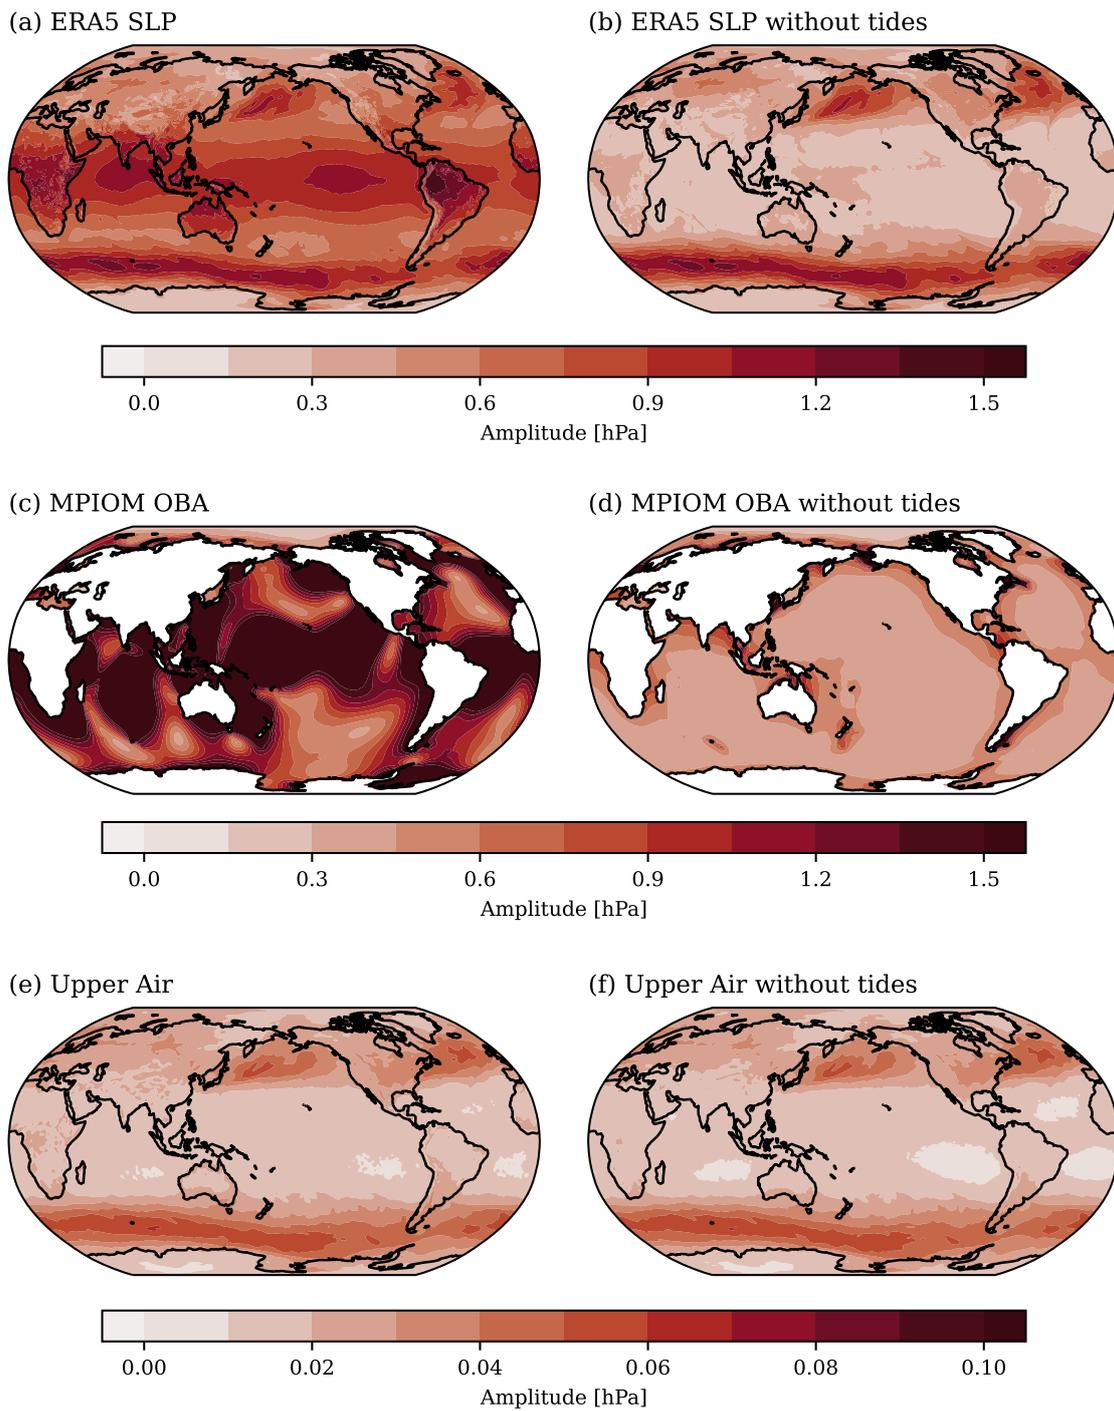 (a) ERA5 SLP
(b) ERA5 SLP without tides
0.0 0.3 0.6 0.9 1.2 1.5
Amplitude [hPa]
(c) MPIOM OBA
(d) MPIOM OBA without tides
0.0 0.3 0.6 0.9 1.2 1.5
Amplitude [hPa]
(e) Upper Air
(f) Upper Air without tides
0.00 0.02 0.04 0.06 0.08 0.10
Amplitude [hPa]